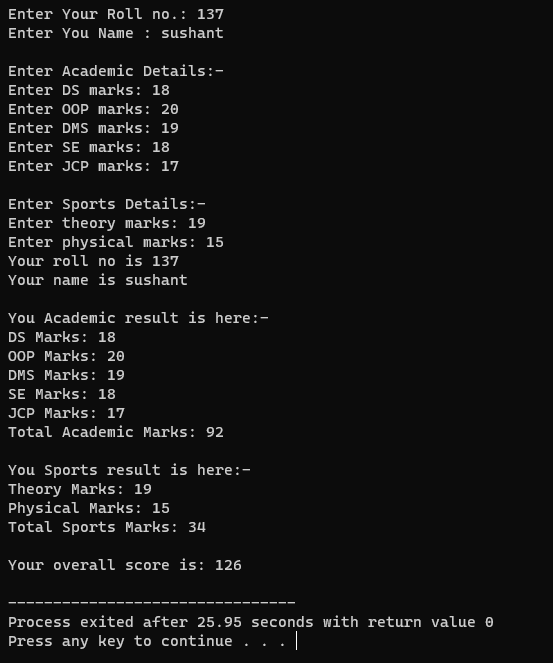 Enter Your Roll no.: 137
Enter You Name : sushant
Enter Academic Details:-
Enter DS marks: 18
Enter OOP marks: 20
Enter DMS marks: 19
Enter SE marks: 18
Enter JCP marks: 17
Enter Sports Details:-
Enter theory marks: 19
Enter physical marks: 15
Your roll no is 137
Your name is sushant
You Academic result is here:-
DS Marks: 18
OOP Marks: 20
DMS Marks: 19
SE Marks: 18
JCP Marks: 17
Total Academic Marks: 92
You Sports result is here:-
Theory Marks: 19
Physical Marks: 15
Total Sports Marks: 34
Your overall score is: 126
--------------------------------
Process exited after 25.95 seconds with return value 0
Press any key to continue . . .